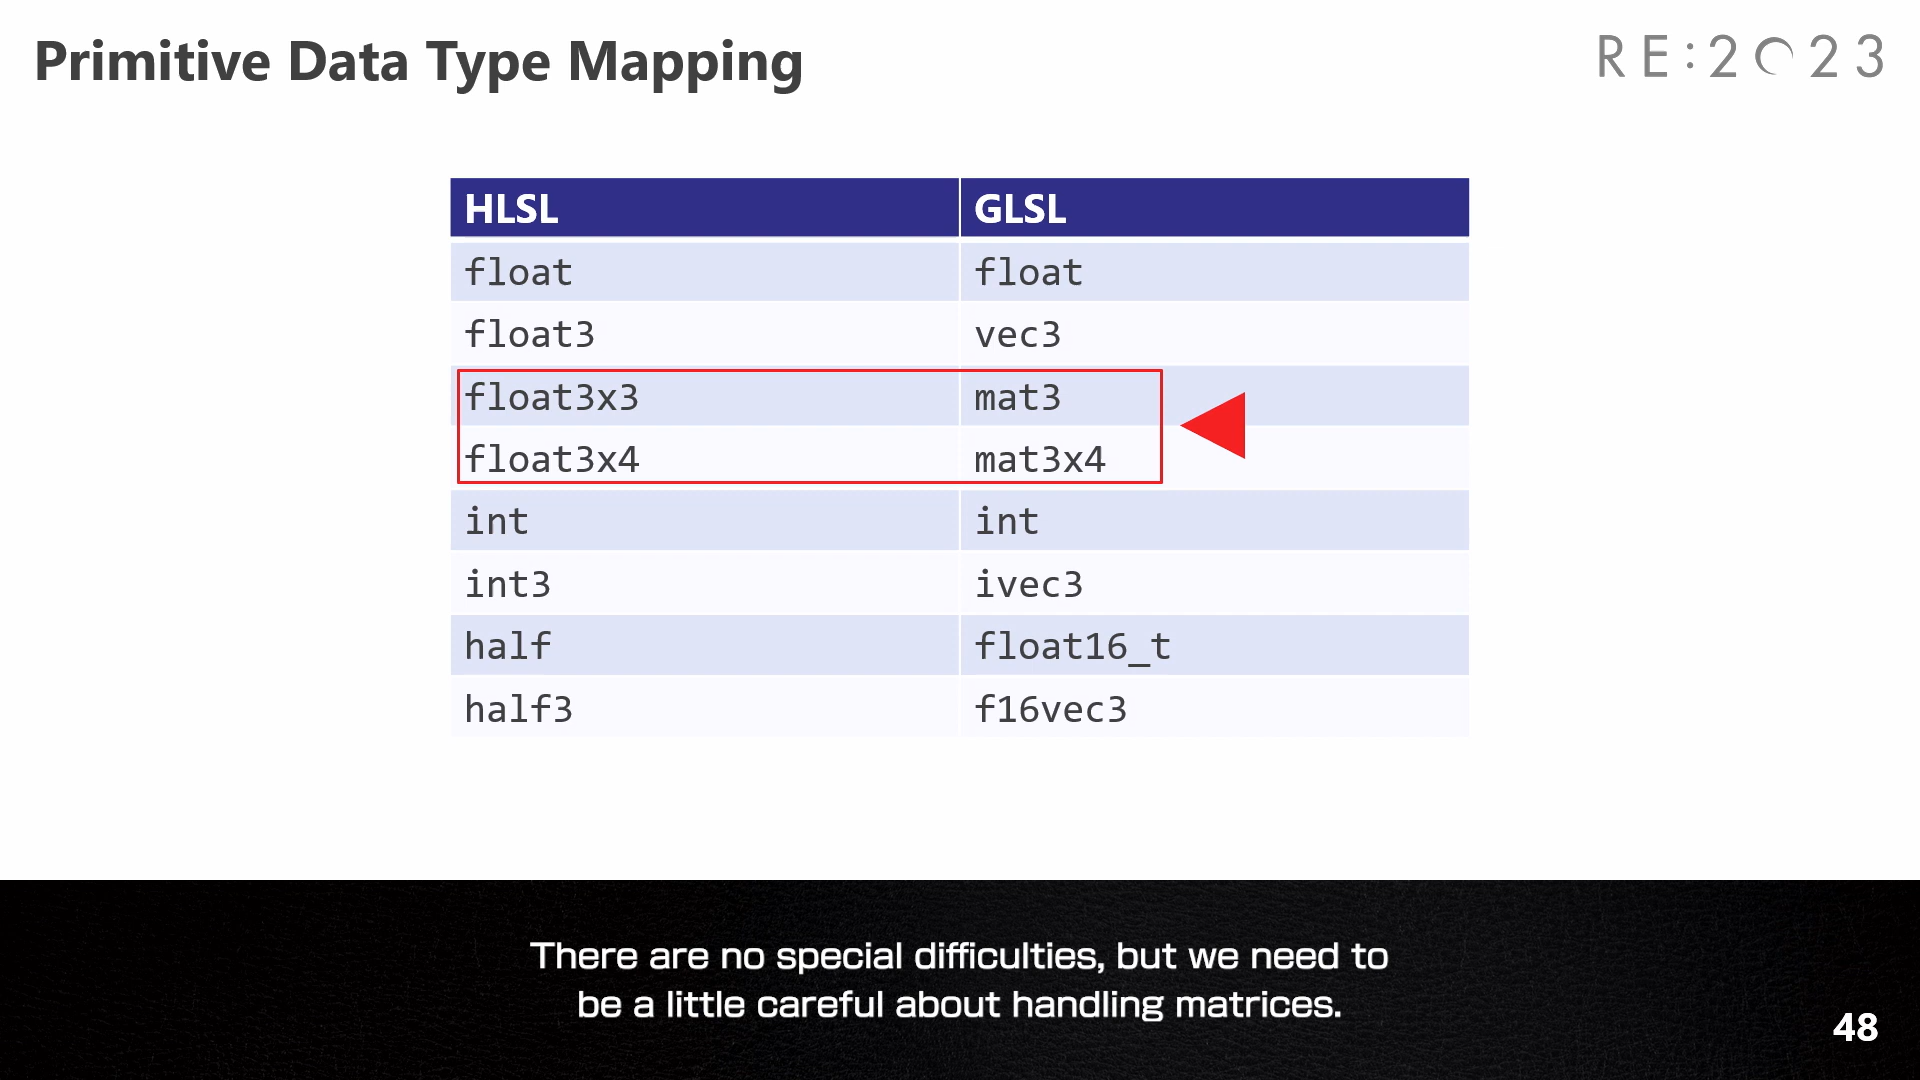 Primitive Data Type Mapping
RE:2023
HLSL GLSL
float float
float3 vec3
float3x3 mat3
float3x4 mat3x4
int int
int3 ivec3
half float16_t
half3 f16vec3
There are no special difficulties, but we need to
be a little careful about handling matrices.
48